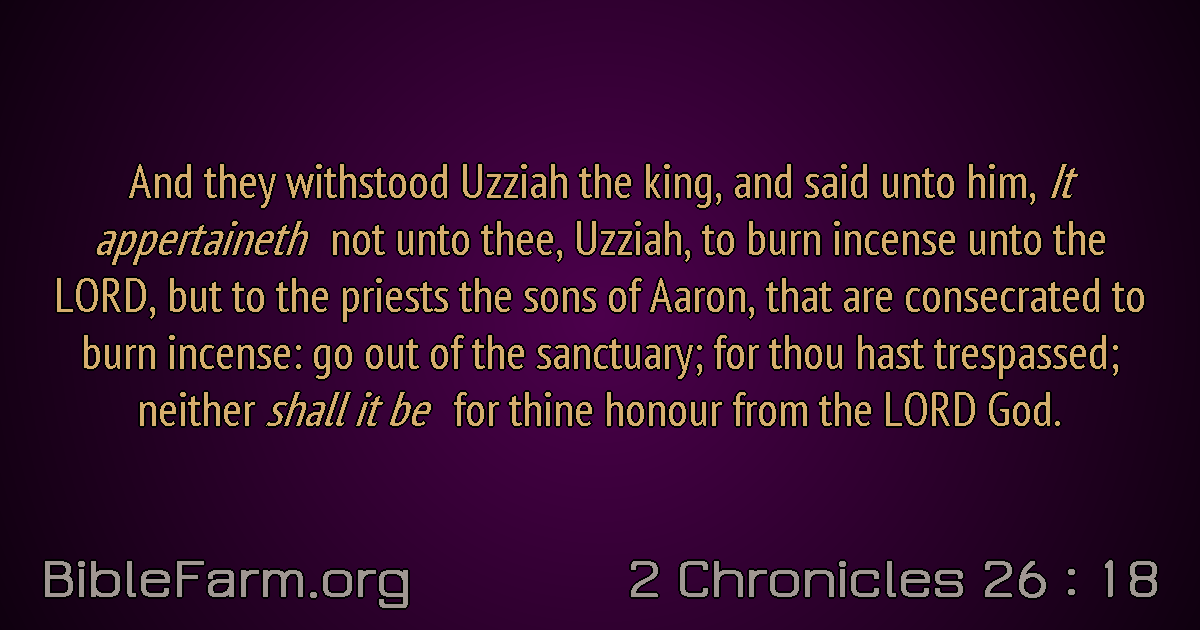 And they withstood Uzziah the king, and said unto him, It
appertaineth not unto thee, Uzziah, to burn incense unto the
LORD, but to the priests the sons of Aaron, that are consecrated to
burn incense: go out of the sanctuary; for thou hast trespassed;
neither shall it be for thine honour from the LORD God.
BibleFarm.org
2 Chronicles 26 : 18